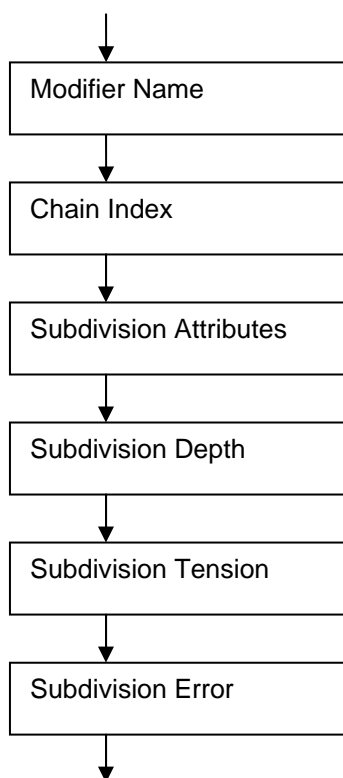 Modifier Name
Chain Index
Subdivision Attributes
Subdivision Depth
Subdivision Tension
Subdivision Error